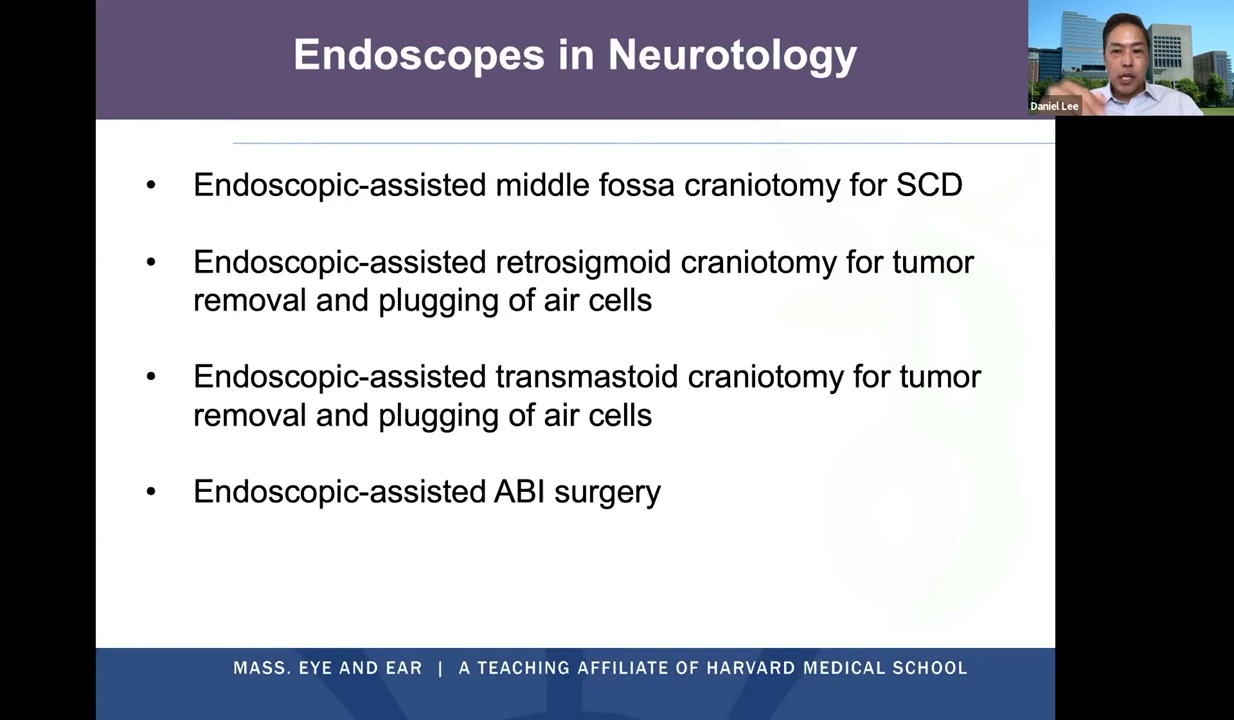 Endoscopes in Neurotology
Daniel Lee
• Endoscopic-assisted middle fossa craniotomy for SCD
• Endoscopic-assisted retrosigmoid craniotomy for tumor
removal and plugging of air cells
• Endoscopic-assisted transmastoid craniotomy for tumor
removal and plugging of air cells
• Endoscopic-assisted ABI surgery
MASS. EYE AND EAR | A TEACHING AFFILIATE OF HARVARD MEDICAL SCHOOL